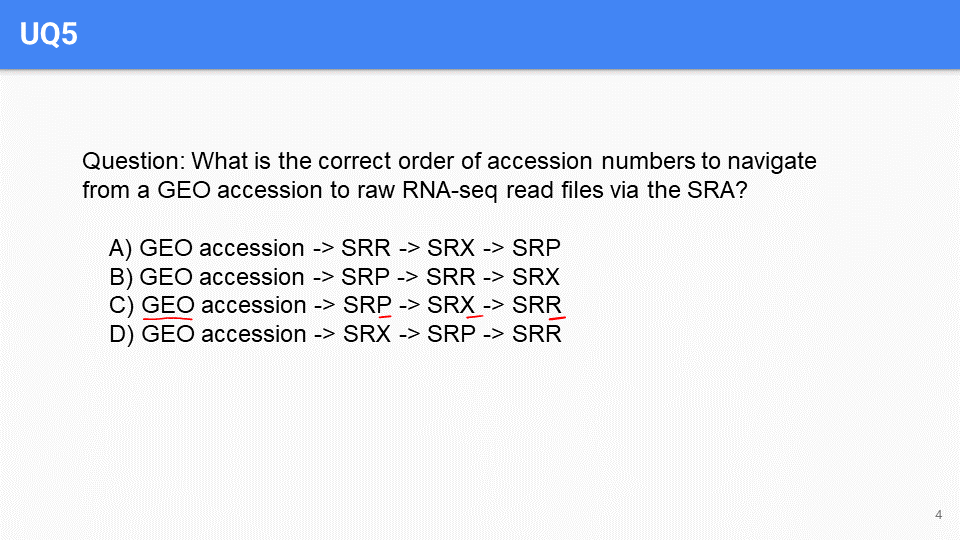 UQ5
Question: What is the correct order of accession numbers to navigate
from a GEO accession to raw RNA-seq read files via the SRA?
A) GEO accession -> SRR -> SRX -> SRP
B) GEO accession -> SRP -> SRR -> SRX
C) GEO accession -> SRP -> SRX -> SRR
D) GEO accession -> SRX -> SRP -> SRR
4